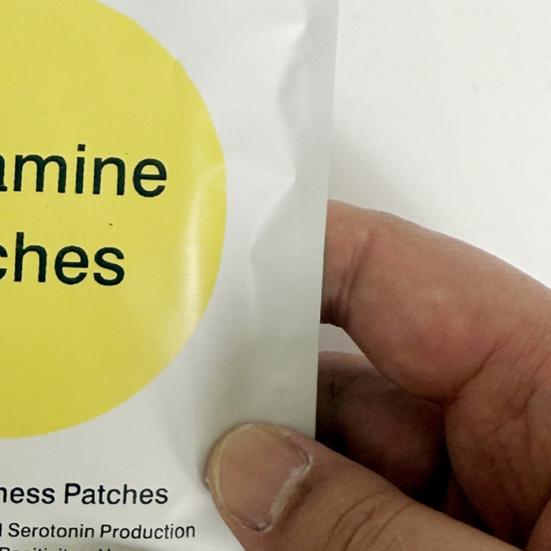 amine
ches
ness Patches
l Serotonin Production